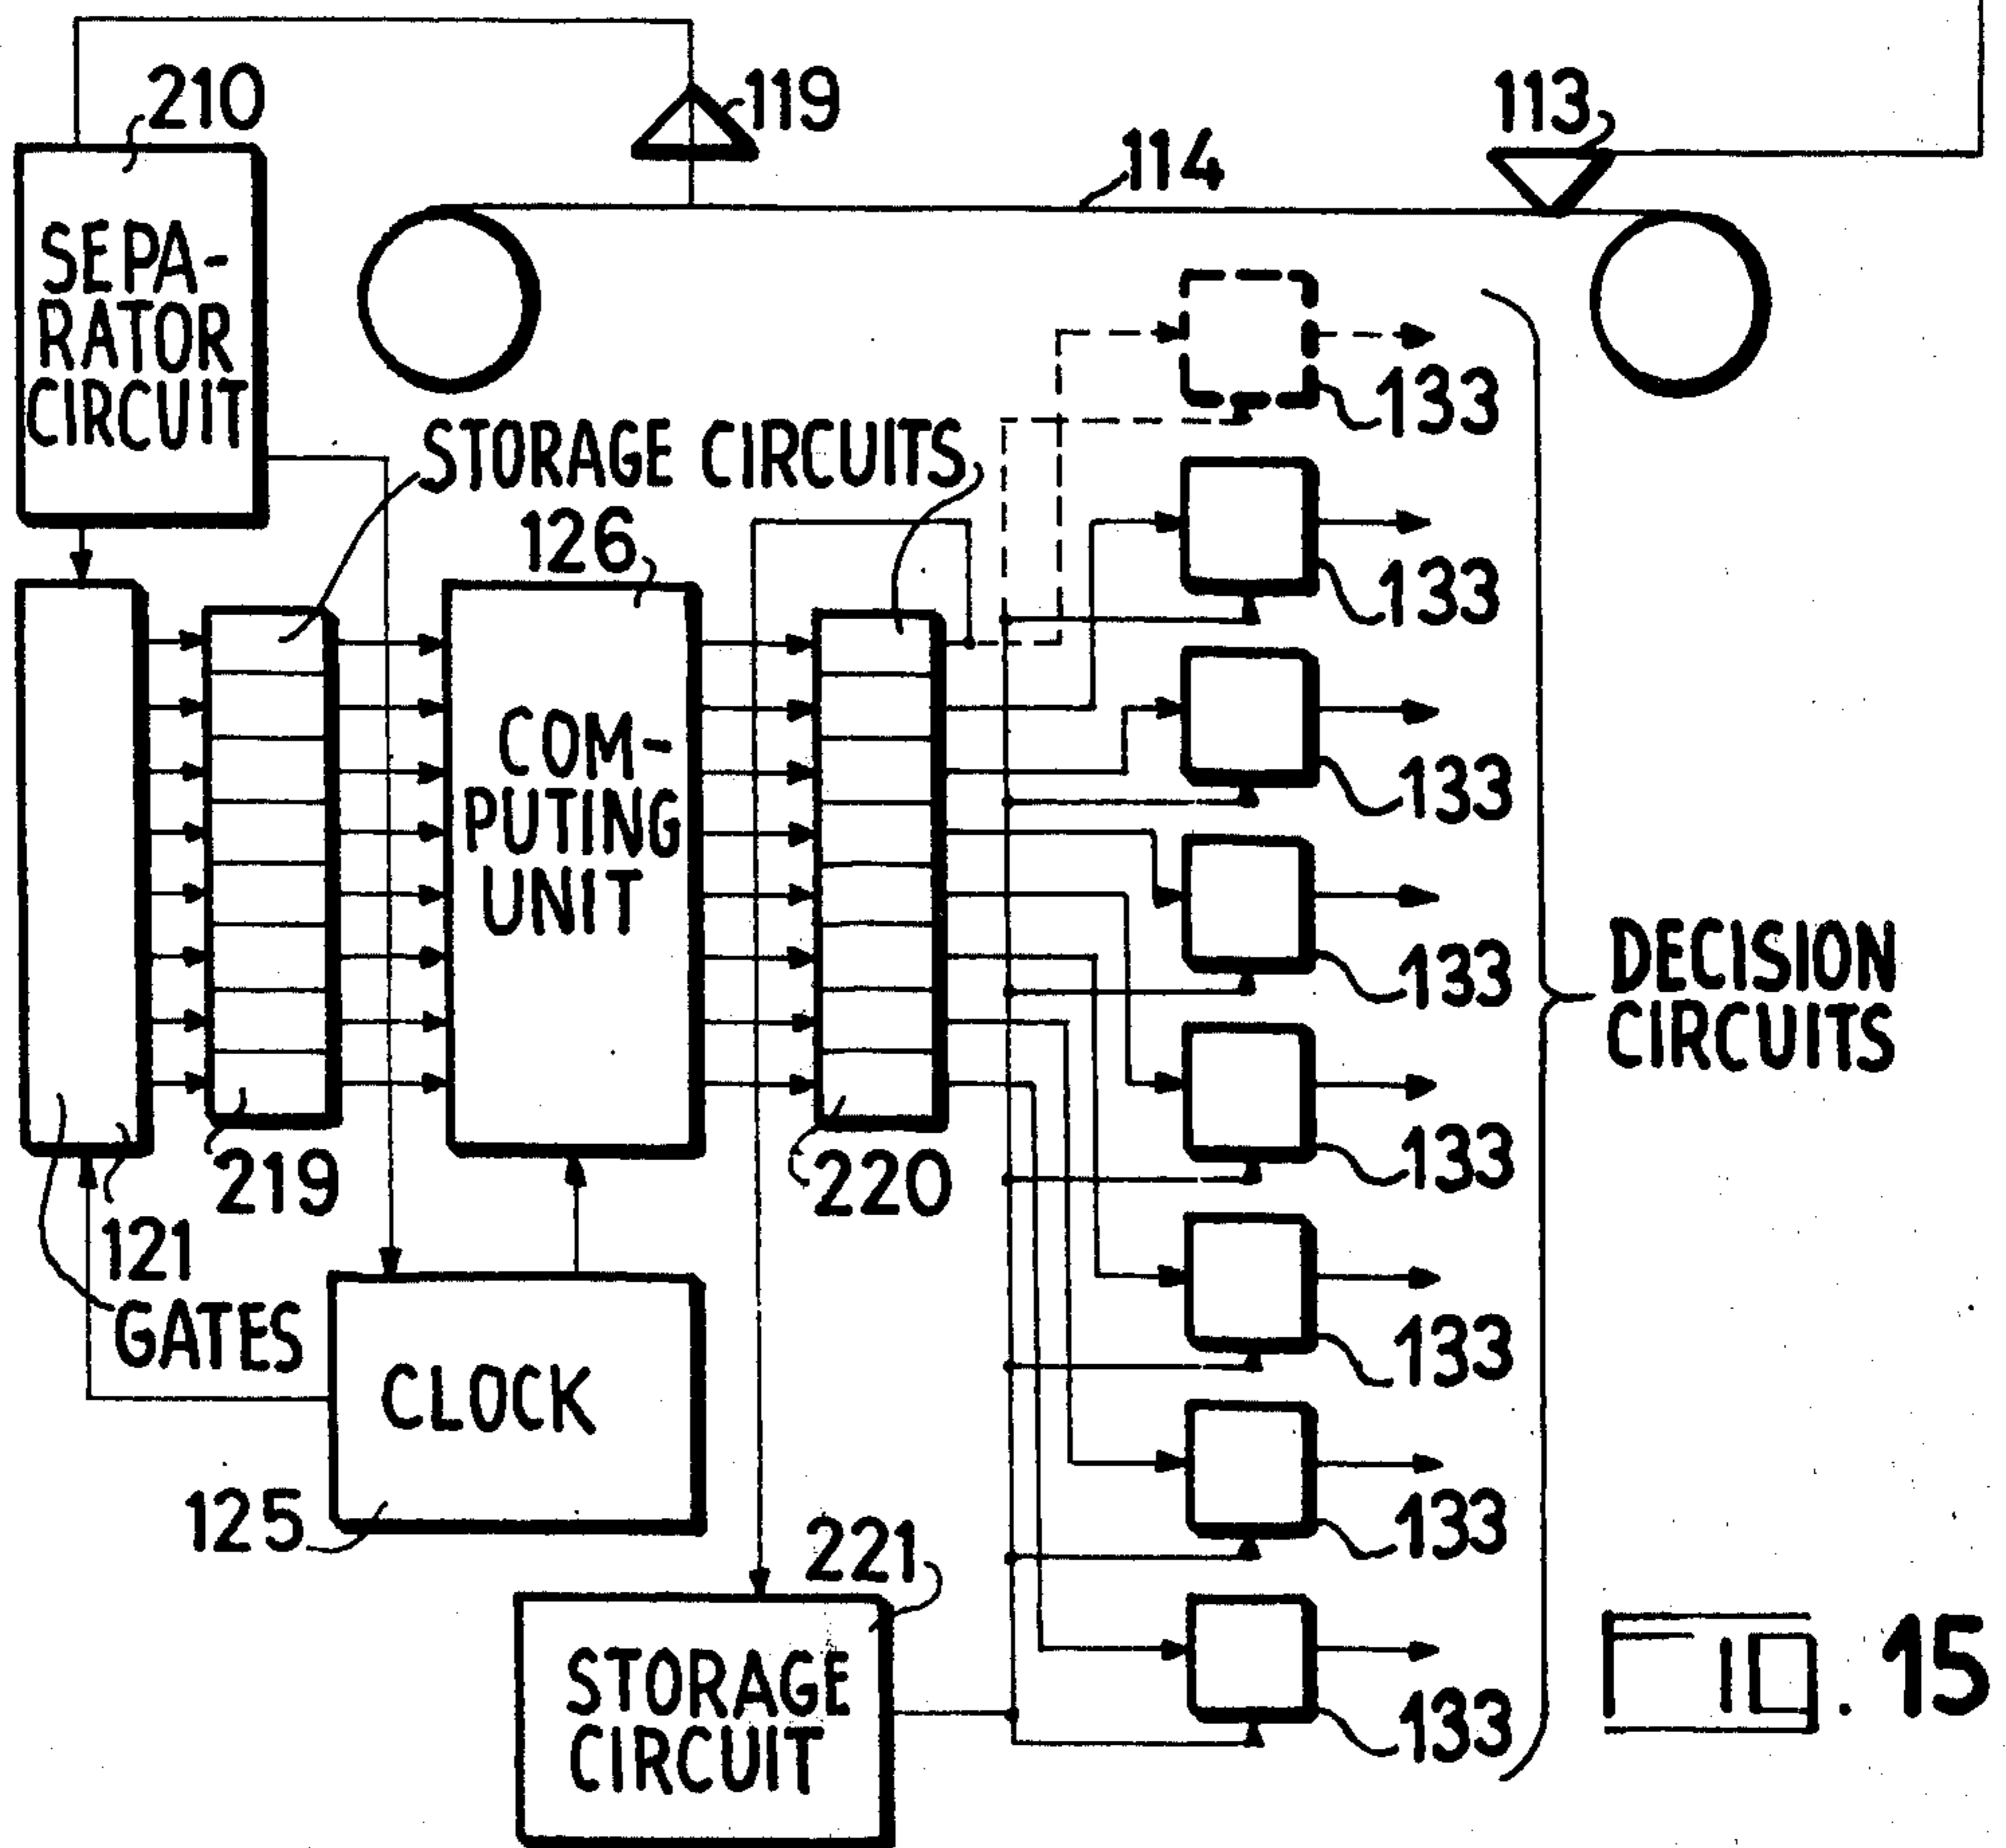 210
119
113
114
SEPA-
RATOR
CIRCUIT
133
STORAGE CIRCUITS
126
133
COM-
PUTING
UNIT
133
133
DECISION
CIRCUITS
133
219
220
121
GATES
133
CLOCK
125
133
221
STORAGE
CIRCUIT
133
FIG. 15